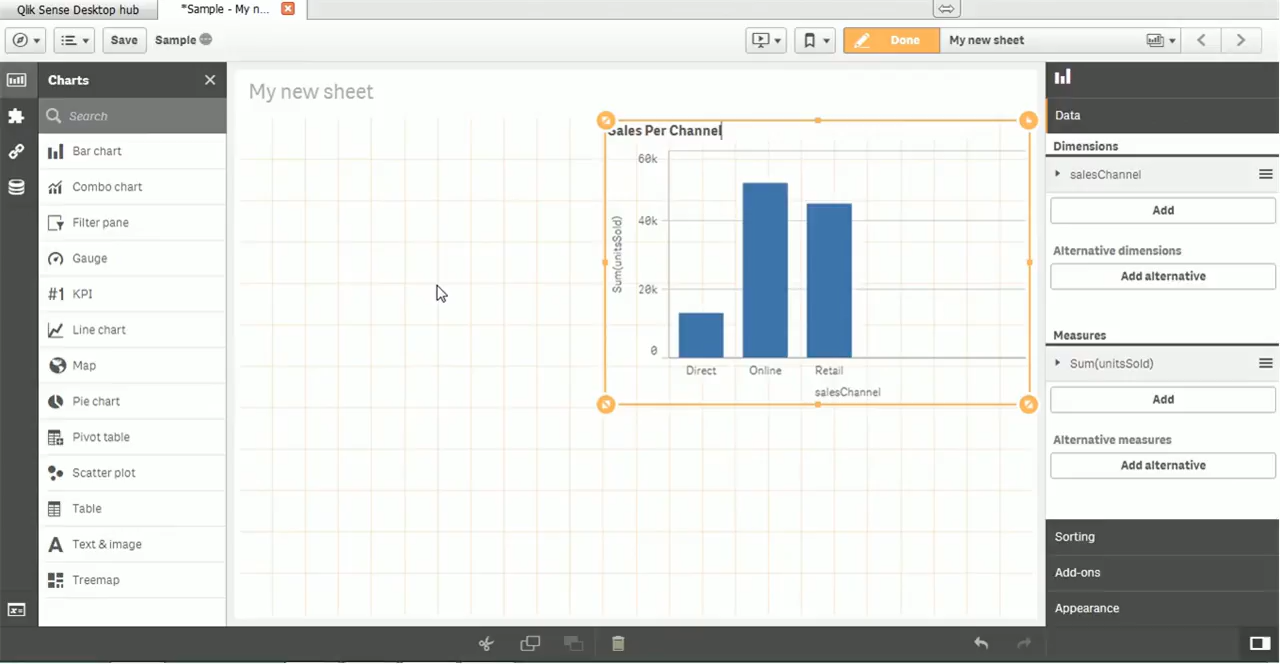 Qlik Sense Desktop hub
*Sample - My n...
Save
Sample
Done
My new sheet
Charts
Search
Bar chart
Combo chart
Filter pane
Gauge
#1 KPI
Line chart
Map
Pie chart
Pivot table
Scatter plot
Table
A Text & image
Treemap
My new sheet
Sales Per Channel
60k
40k
20k
0
Sum(unitsSold)
Direct Online Retail
salesChannel
Data
Dimensions
salesChannel
Add
Alternative dimensions
Add alternative
Measures
Sum(unitsSold)
Add
Alternative measures
Add alternative
Sorting
Add-ons
Appearance